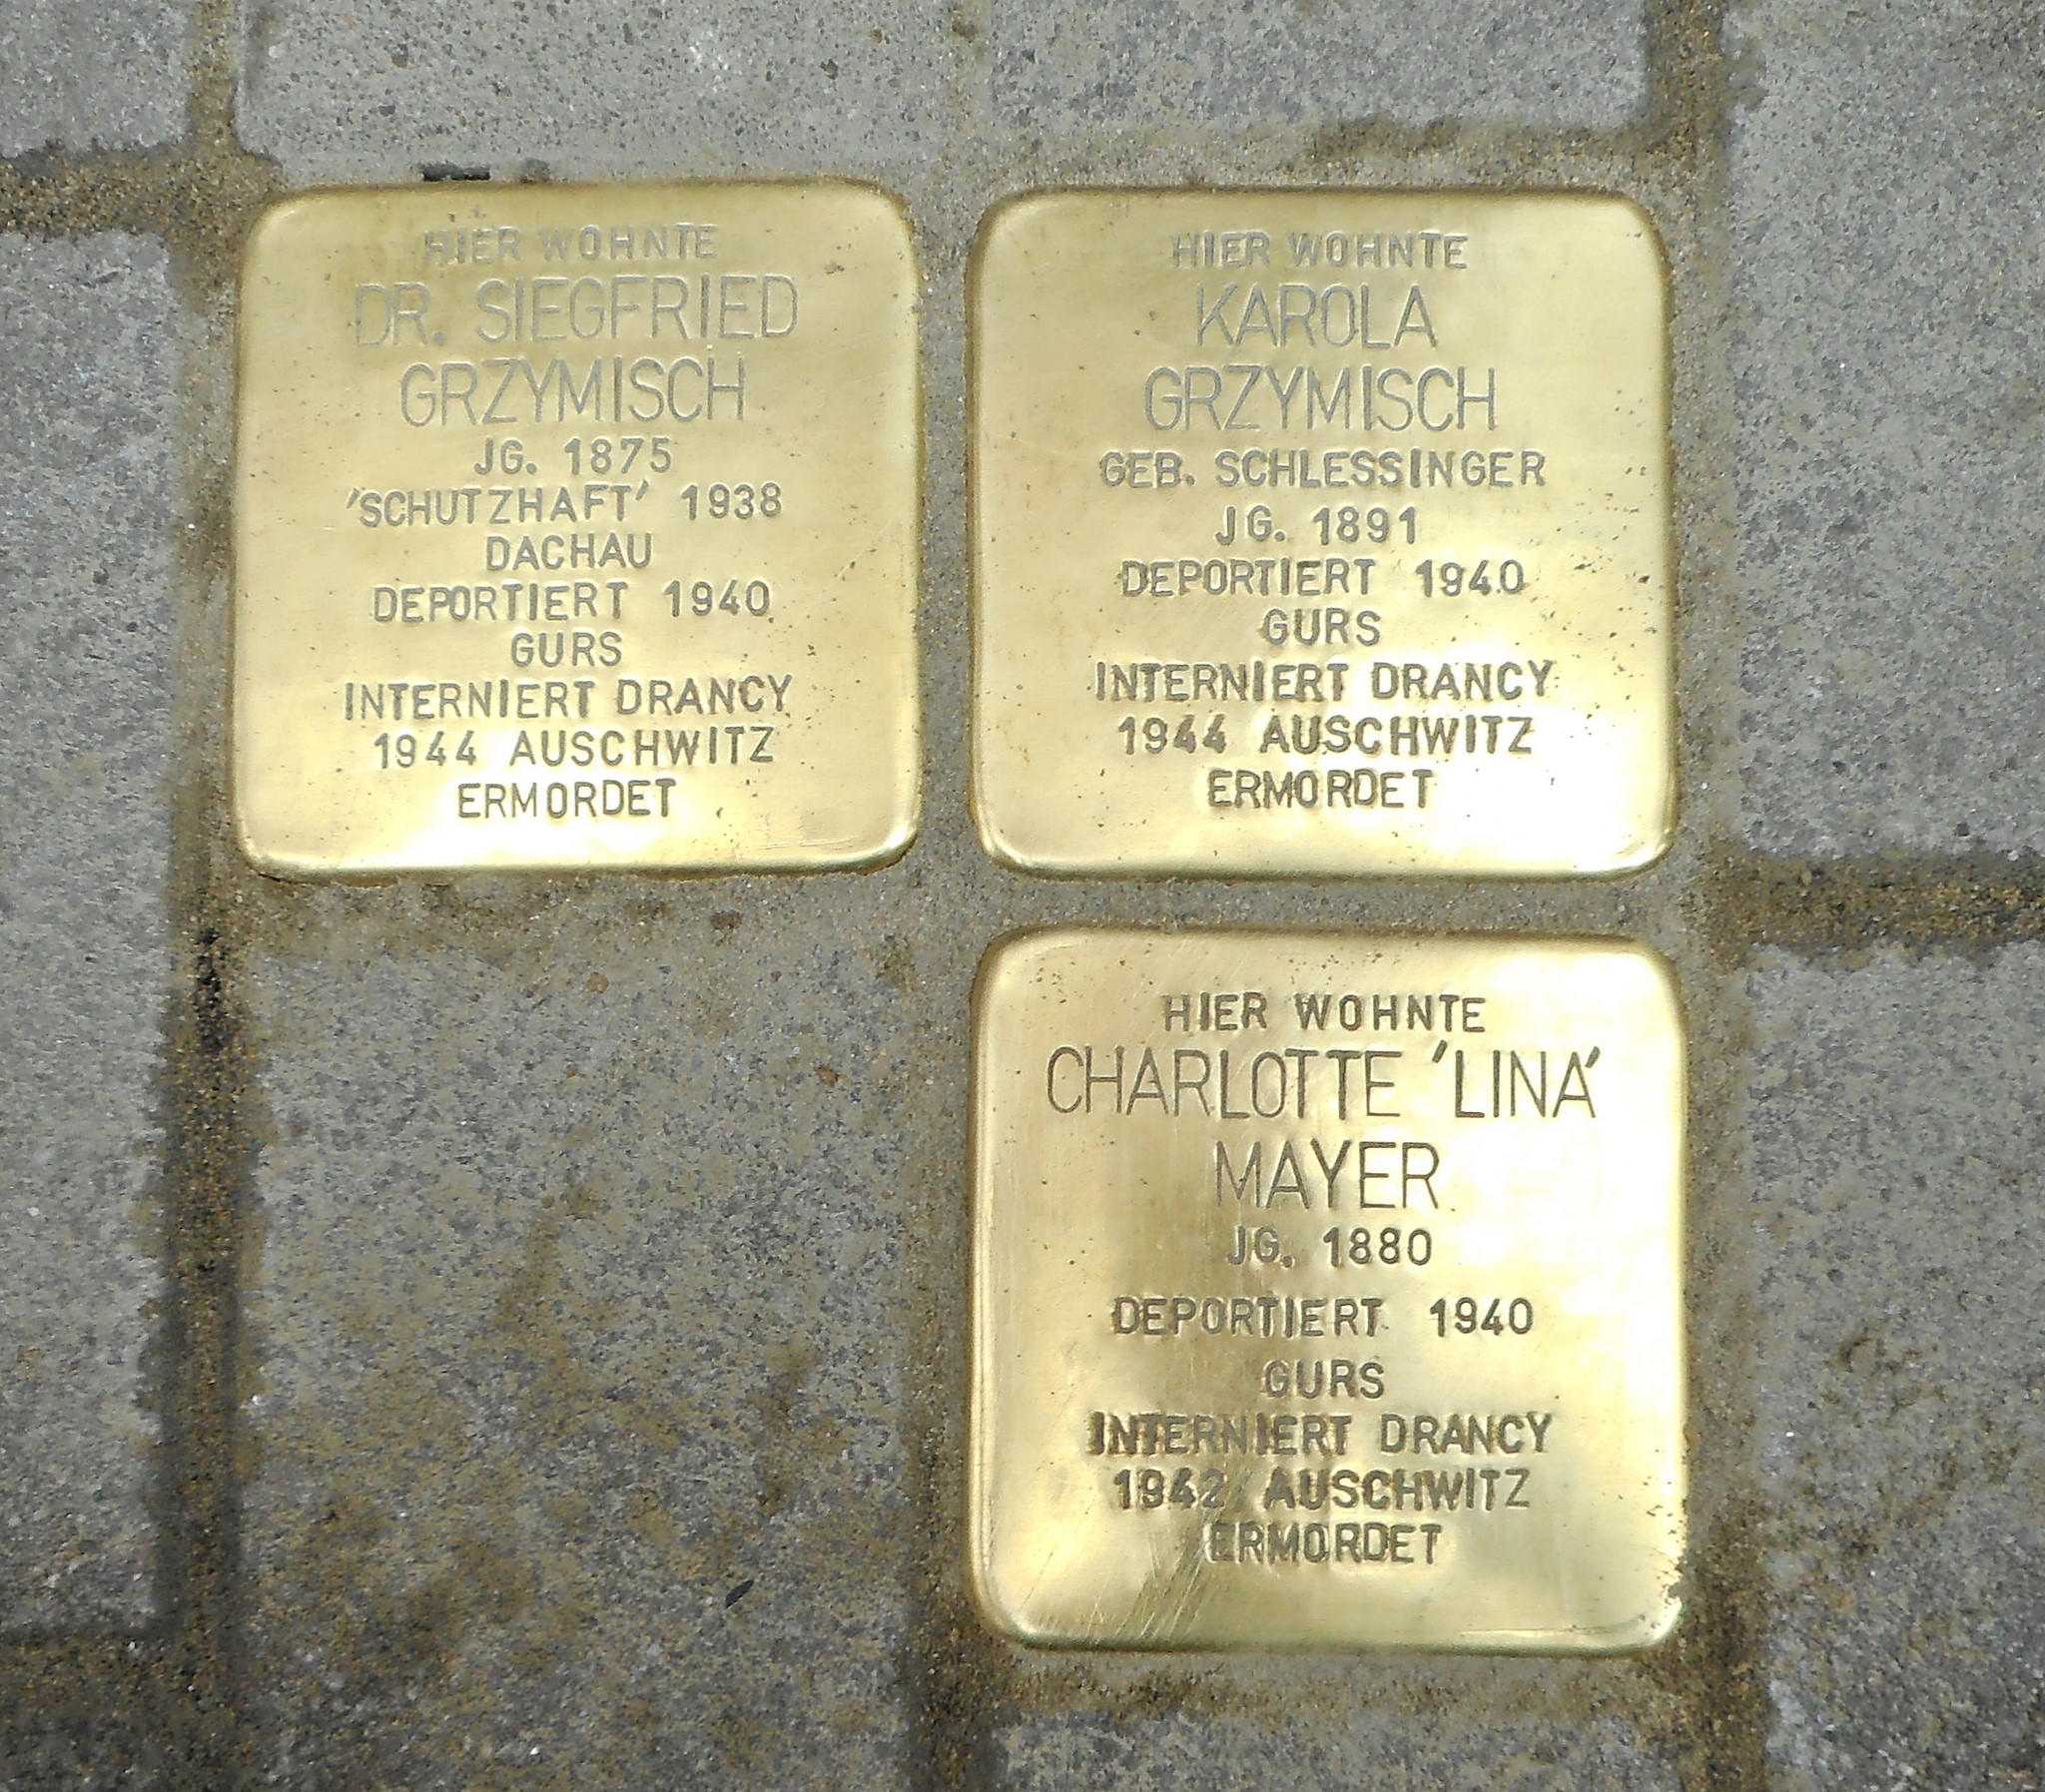 HIER WOHNTE
DR. SIEGFRIED
GRZYMISCH
JG. 1875
'SCHUTZHAFT' 1938
DACHAU
DEPORTIERT 1940
GURS
INTERNIERT DRANCY
1944 AUSCHWITZ
ERMORDET
HIER WOHNTE
KAROLA
GRZYMISCH
GEB. SCHLESSINGER
JG. 1891
DEPORTIERT 1940
GURS
INTERNIERT DRANCY
1944 AUSCHWITZ
ERMORDET
HIER WOHNTE
CHARLOTTE 'LINA'
MAYER
JG. 1880
DEPORTIERT 1940
GURS
INTERNIERT DRANCY
1942 AUSCHWITZ
ERMORDET